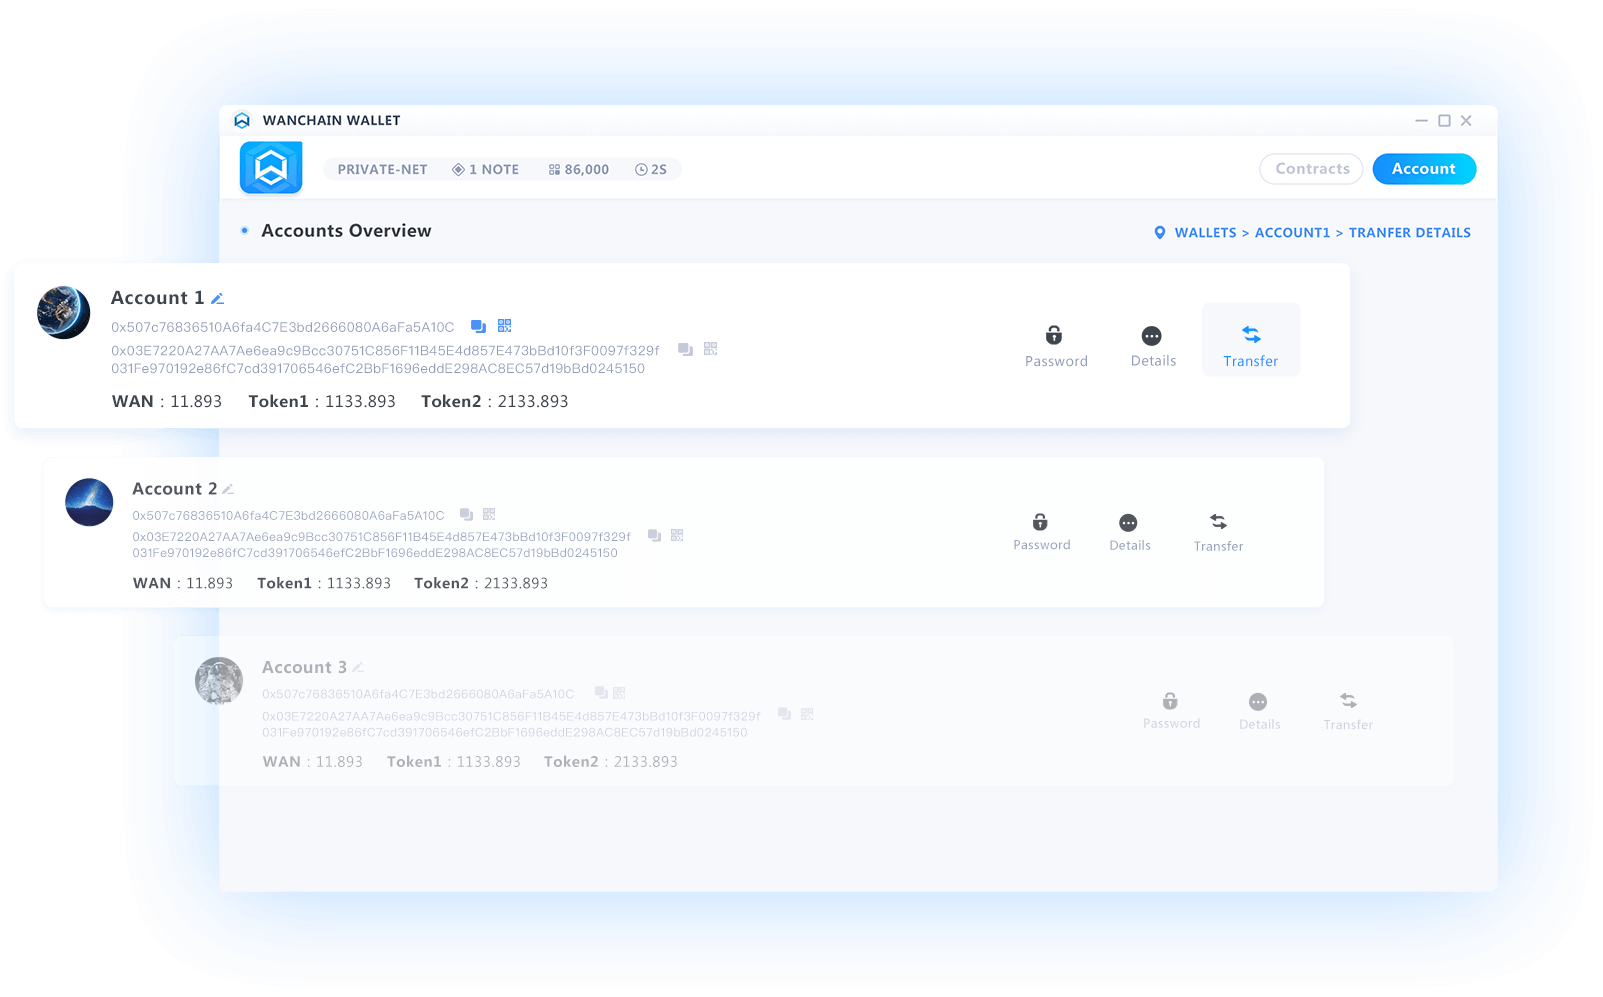 WANCHAIN WALLET
PRIVATE-NET 1 NOTE 86,000 2S
Contracts Account
Accounts Overview
WALLETS > ACCOUNT1 > TRANFER DETAILS
Account 1
0x507c76836510A6fa4C7E3bd2666080A6aFa5A10C
0x03E7220A27AA7Ae6ea9c9Bcc30751C856F11B45E4d857E473bBd10f3F0097f329f
031Fe970192e86fC7cd391706546efC2BbF1696eddE298AC8EC57d19bBd0245150
WAN : 11.893 Token1 : 1133.893 Token2 : 2133.893
Password Details Transfer
Account 2
0x507c76836510A6fa4C7E3bd2666080A6aFa5A10C
0x03E7220A27AA7Ae6ea9c9Bcc30751C856F11B45E4d857E473bBd10f3F0097f329f
031Fe970192e86fC7cd391706546efC2BbF1696eddE298AC8EC57d19bBd0245150
WAN : 11.893 Token1 : 1133.893 Token2 : 2133.893
Password Details Transfer
Account 3
0x507c76836510A6fa4C7E3bd2666080A6aFa5A10C
0x03E7220A27AA7Ae6ea9c9Bcc30751C856F11B45E4d857E473bBd10f3F0097f329f
031Fe970192e86fC7cd391706546efC2BbF1696eddE298AC8EC57d19bBd0245150
WAN : 11.893 Token1 : 1133.893 Token2 : 2133.893
Password Details Transfer